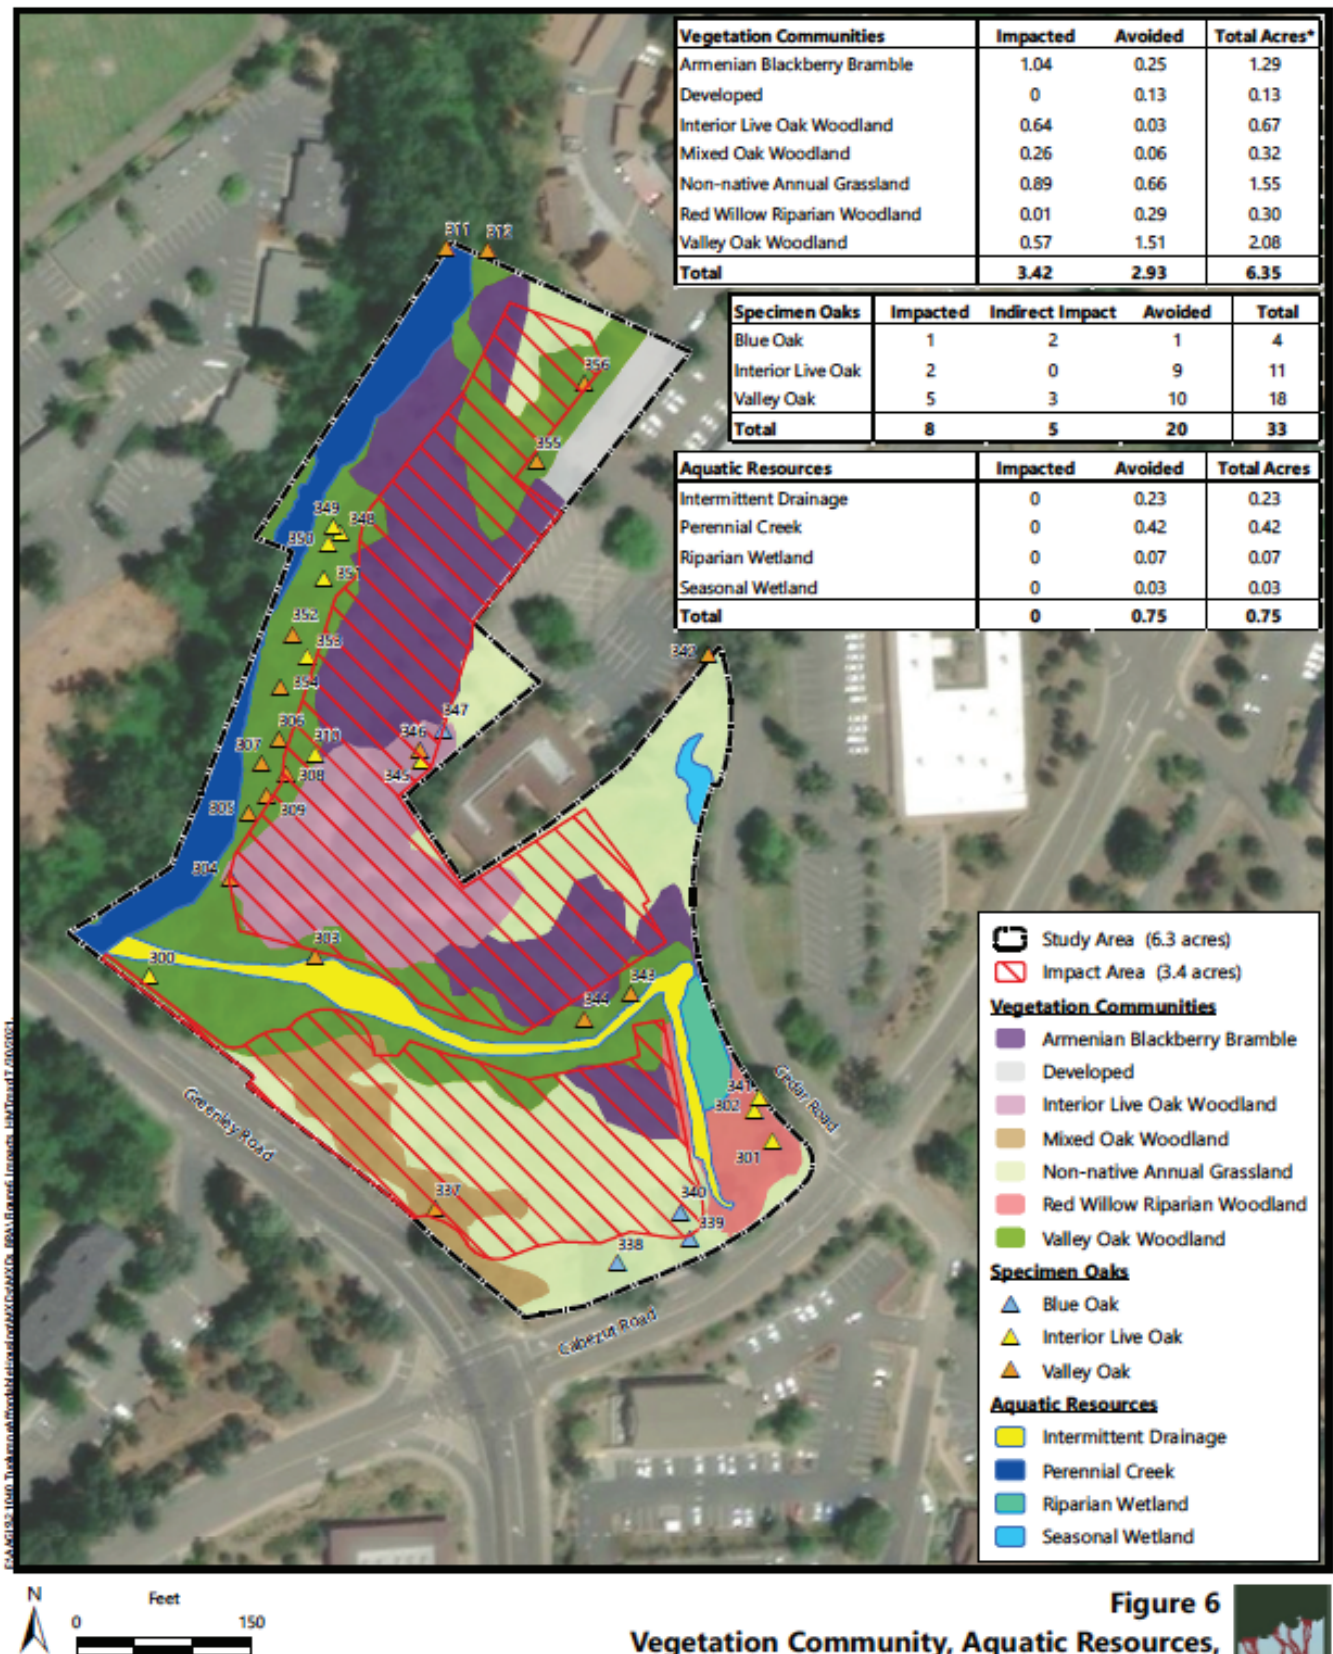 Vegetation Communities Impacted Avoided Total Acres*
Armenian Blackberry Bramble 1.04 0.25 1.29
Developed 0 0.13 0.13
Interior Live Oak Woodland 0.64 0.03 0.67
Mixed Oak Woodland 0.26 0.06 0.32
Non-native Annual Grassland 0.89 0.66 1.55
Red Willow Riparian Woodland 0.01 0.29 0.30
Valley Oak Woodland 0.57 1.51 2.08
Total 3.42 2.93 6.35
Specimen Oaks Impacted Indirect Impact Avoided Total
Blue Oak 1 2 1 4
Interior Live Oak 2 0 9 11
Valley Oak 5 3 10 18
Total 8 5 20 33
Aquatic Resources Impacted Avoided Total Acres
Intermittent Drainage 0 0.23 0.23
Perennial Creek 0 0.42 0.42
Riparian Wetland 0 0.07 0.07
Seasonal Wetland 0 0.03 0.03
Total 0 0.75 0.75
311 312
356
355
349
348
350
351
352
353
342
354
306
310
346
347
307
308
345
305
309
304
303
300
343
344
341
302
301
337
340
339
338
Greenley Road
Cedar Road
Cabezut Road
Study Area (6.3 acres)
Impact Area (3.4 acres)
Vegetation Communities
Armenian Blackberry Bramble
Developed
Interior Live Oak Woodland
Mixed Oak Woodland
Non-native Annual Grassland
Red Willow Riparian Woodland
Valley Oak Woodland
Specimen Oaks
Blue Oak
Interior Live Oak
Valley Oak
Aquatic Resources
Intermittent Drainage
Perennial Creek
Riparian Wetland
Seasonal Wetland
N
Feet
0 150
Figure 6
Vegetation Community, Aquatic Resources,